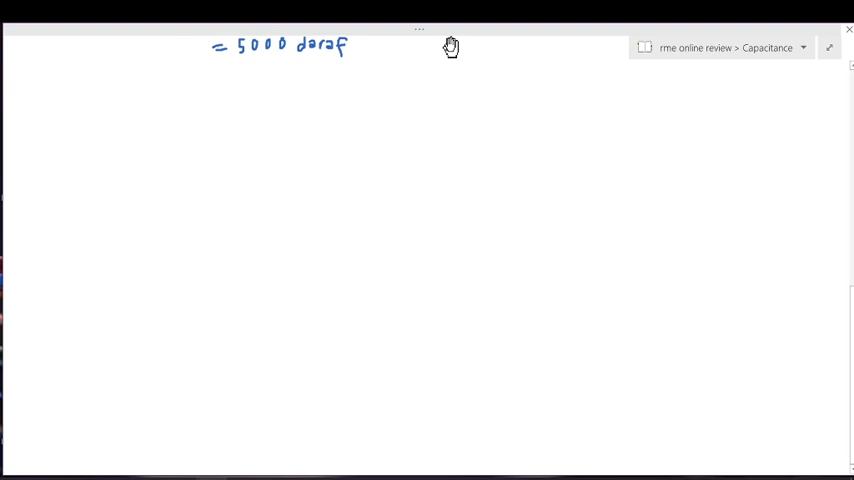 = 5000 daraf
rme online review > Capacitance